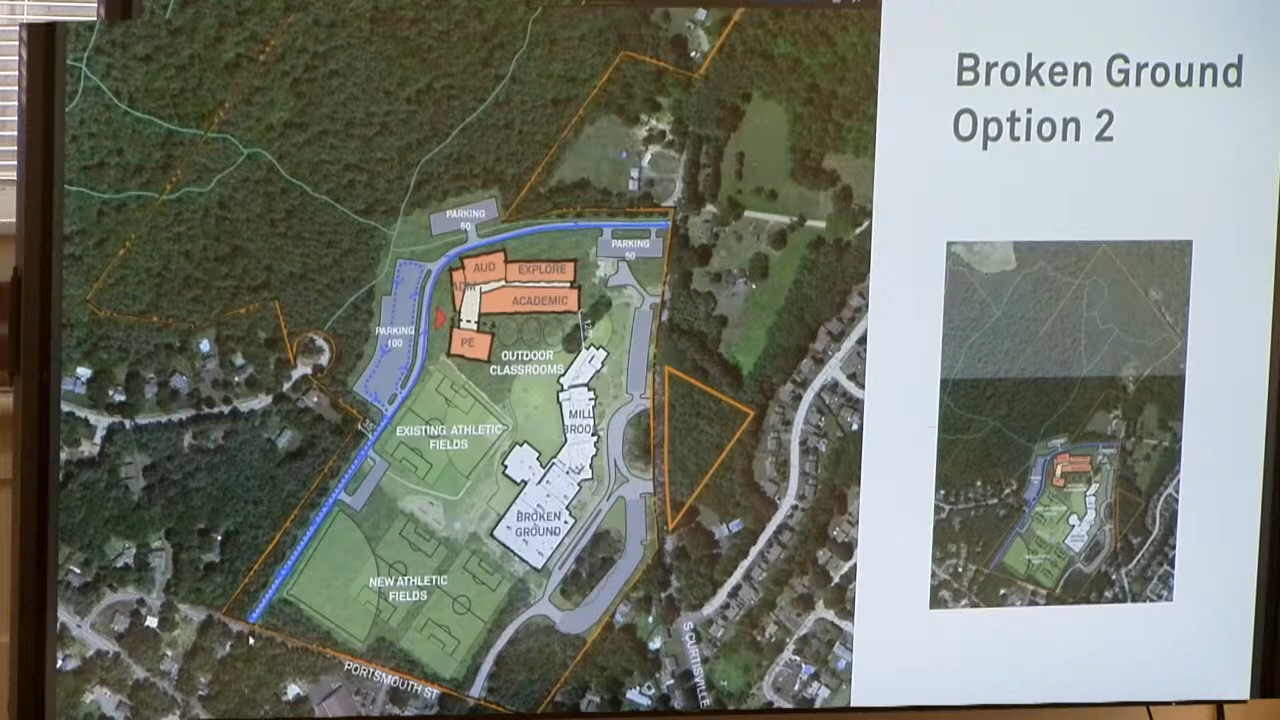 Broken Ground
Option 2
PARKING
50
PARKING
50
AUD
EXPLORE
ADM
ACADEMIC
PARKING
100
PE
OUTDOOR
CLASSROOMS
MILL
BROOK
EXISTING ATHLETIC
FIELDS
BROKEN
GROUND
NEW ATHLETIC
FIELDS
PORTSMOUTH ST
S CURTISVILLE